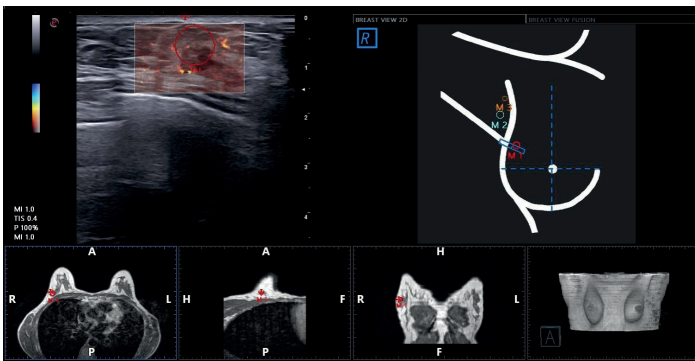 0
1
2
3
4
MI 1.0
TIS 0.4
P 100%
MI 1.0
BREAST VIEW 2D
BREAST VIEW FUSION
R
M 3
M 2
M 1
A
R
L
P
A
H
F
P
H
R
L
F
A